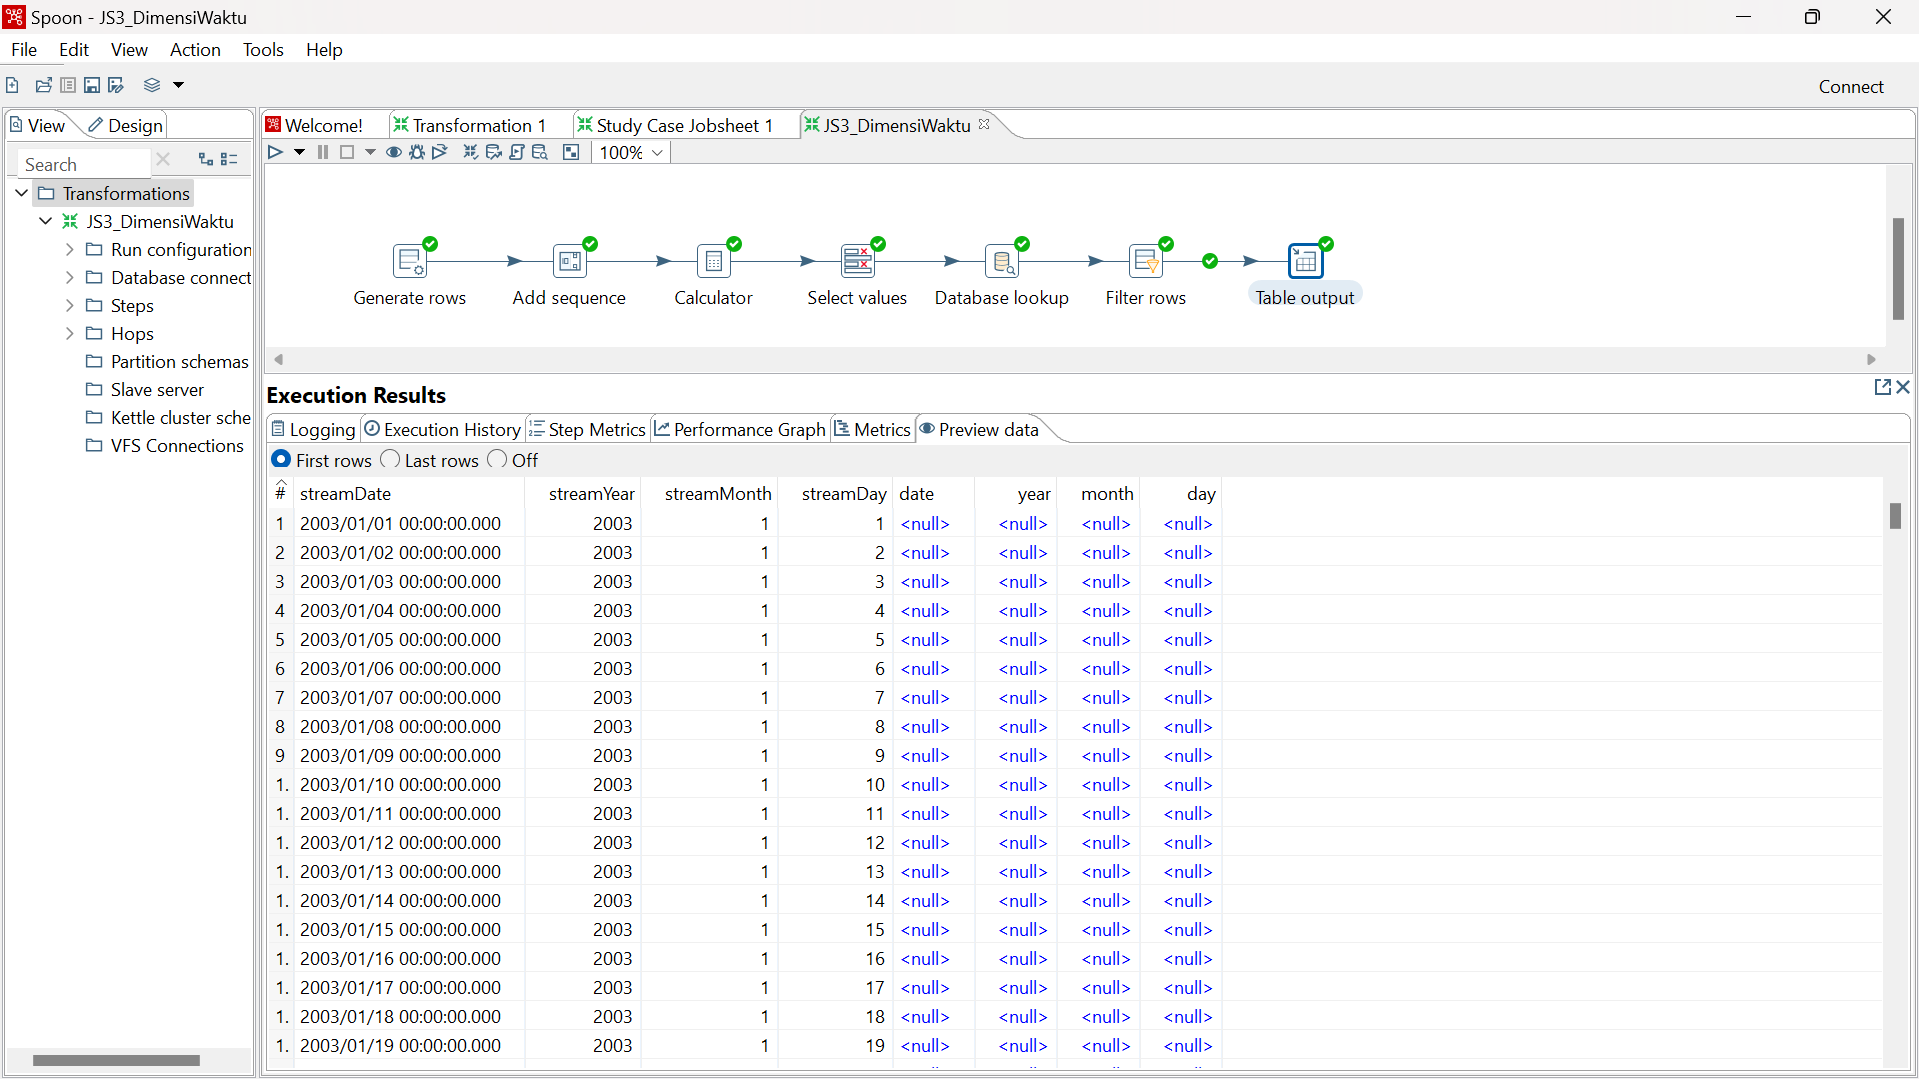 Spoon - JS3_DimensiWaktu
File Edit View Action Tools Help
Connect
View Design
Welcome! Transformation 1 Study Case Jobsheet 1 JS3_DimensiWaktu
Search
100%
Transformations
JS3_DimensiWaktu
Run configuration
Database connect
Steps
Hops
Partition schemas
Slave server
Kettle cluster sche
VFS Connections
Generate rows Add sequence Calculator Select values Database lookup Filter rows Table output
Execution Results
Logging Execution History Step Metrics Performance Graph Metrics Preview data
First rows Last rows Off
# streamDate streamYear streamMonth streamDay date year month day
1 2003/01/01 00:00:00.000 2003 1 1 <null> <null> <null> <null>
2 2003/01/02 00:00:00.000 2003 1 2 <null> <null> <null> <null>
3 2003/01/03 00:00:00.000 2003 1 3 <null> <null> <null> <null>
4 2003/01/04 00:00:00.000 2003 1 4 <null> <null> <null> <null>
5 2003/01/05 00:00:00.000 2003 1 5 <null> <null> <null> <null>
6 2003/01/06 00:00:00.000 2003 1 6 <null> <null> <null> <null>
7 2003/01/07 00:00:00.000 2003 1 7 <null> <null> <null> <null>
8 2003/01/08 00:00:00.000 2003 1 8 <null> <null> <null> <null>
9 2003/01/09 00:00:00.000 2003 1 9 <null> <null> <null> <null>
1. 2003/01/10 00:00:00.000 2003 1 10 <null> <null> <null> <null>
1. 2003/01/11 00:00:00.000 2003 1 11 <null> <null> <null> <null>
1. 2003/01/12 00:00:00.000 2003 1 12 <null> <null> <null> <null>
1. 2003/01/13 00:00:00.000 2003 1 13 <null> <null> <null> <null>
1. 2003/01/14 00:00:00.000 2003 1 14 <null> <null> <null> <null>
1. 2003/01/15 00:00:00.000 2003 1 15 <null> <null> <null> <null>
1. 2003/01/16 00:00:00.000 2003 1 16 <null> <null> <null> <null>
1. 2003/01/17 00:00:00.000 2003 1 17 <null> <null> <null> <null>
1. 2003/01/18 00:00:00.000 2003 1 18 <null> <null> <null> <null>
1. 2003/01/19 00:00:00.000 2003 1 19 <null> <null> <null> <null>